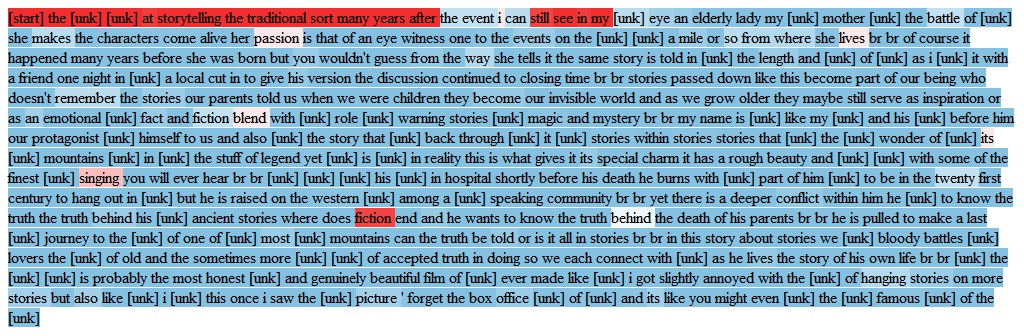 [start] the [unk] [unk] at storytelling the traditional sort many years after the event i can still see in my [unk] eye an elderly lady my [unk] mother [unk] the battle of [unk]
she makes the characters come alive her passion is that of an eye witness one to the events on the [unk] [unk] a mile or so from where she lives br br of course it
happened many years before she was born but you wouldn't guess from the way she tells it the same story is told in [unk] the length and [unk] of [unk] as i [unk] it with
a friend one night in [unk] a local cut in to give his version the discussion continued to closing time br br stories passed down like this become part of our being who
doesn't remember the stories our parents told us when we were children they become our invisible world and as we grow older they maybe still serve as inspiration or
as an emotional [unk] fact and fiction blend with [unk] role [unk] warning stories [unk] magic and mystery br br my name is [unk] like my [unk] and his [unk] before him
our protagonist [unk] himself to us and also [unk] the story that [unk] back through [unk] it [unk] stories within stories stories that [unk] the [unk] wonder of [unk] its
[unk] mountains [unk] in [unk] the stuff of legend yet [unk] is [unk] in reality this is what gives it its special charm it has a rough beauty and [unk] [unk] with some of the
finest [unk] singing you will ever hear br br [unk] [unk] [unk] his [unk] in hospital shortly before his death he burns with [unk] part of him [unk] to be in the twenty first
century to hang out in [unk] but he is raised on the western [unk] among a [unk] speaking community br br yet there is a deeper conflict within him he [unk] to know the
truth the truth behind his [unk] ancient stories where does fiction end and he wants to know the truth behind the death of his parents br br he is pulled to make a last
[unk] journey to the [unk] of one of [unk] most [unk] mountains can the truth be told or is it all in stories br br in this story about stories we [unk] bloody battles [unk]
lovers the [unk] of old and the sometimes more [unk] [unk] of accepted truth in doing so we each connect with [unk] as he lives the story of his own life br br [unk] the
[unk] [unk] is probably the most honest [unk] and genuinely beautiful film of [unk] ever made like [unk] i got slightly annoyed with the [unk] of hanging stories on more
stories but also like [unk] i [unk] this once i saw the [unk] picture ' forget the box office [unk] of [unk] and its like you might even [unk] the [unk] famous [unk] of the
[unk]